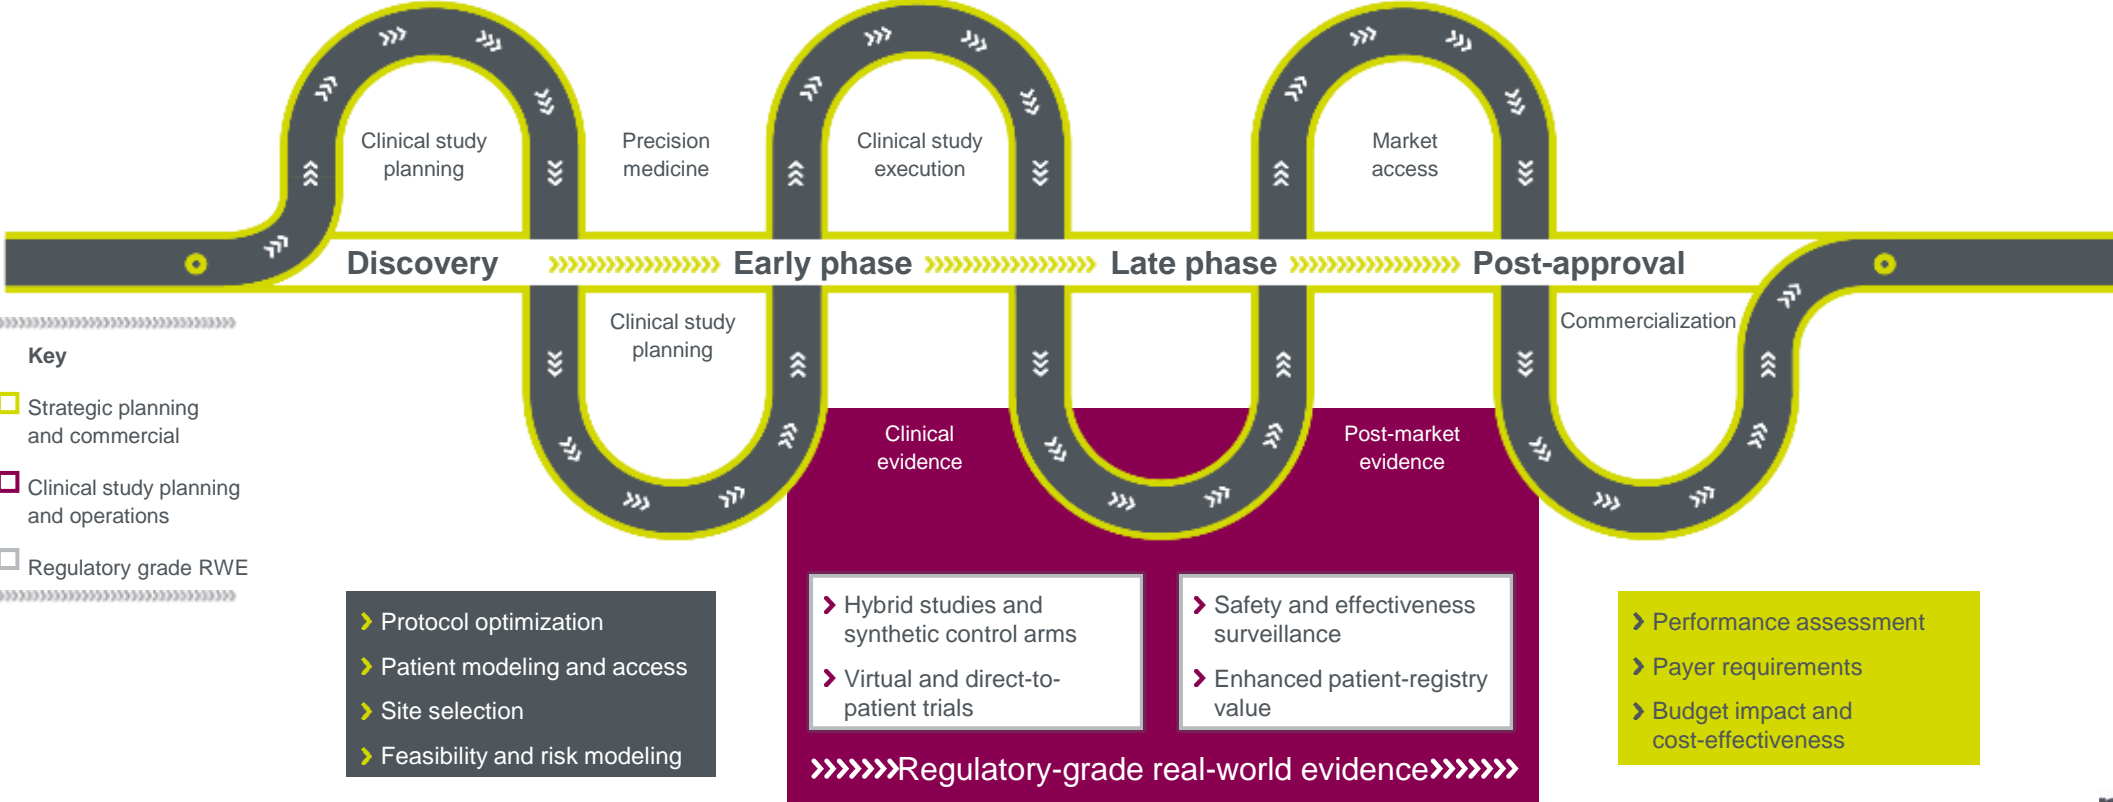 Clinical study
planning
Precision
medicine
Clinical study
execution
Market
access
Discovery
Early phase
Late phase
Post-approval
Clinical study
planning
Commercialization
Key
Strategic planning
and commercial
Clinical study planning
and operations
Regulatory grade RWE
Clinical
evidence
Post-market
evidence
Protocol optimization
Patient modeling and access
Site selection
Feasibility and risk modeling
Hybrid studies and
synthetic control arms
Virtual and direct-to-
patient trials
Safety and effectiveness
surveillance
Enhanced patient-registry
value
Regulatory-grade real-world evidence
Performance assessment
Payer requirements
Budget impact and
cost-effectiveness